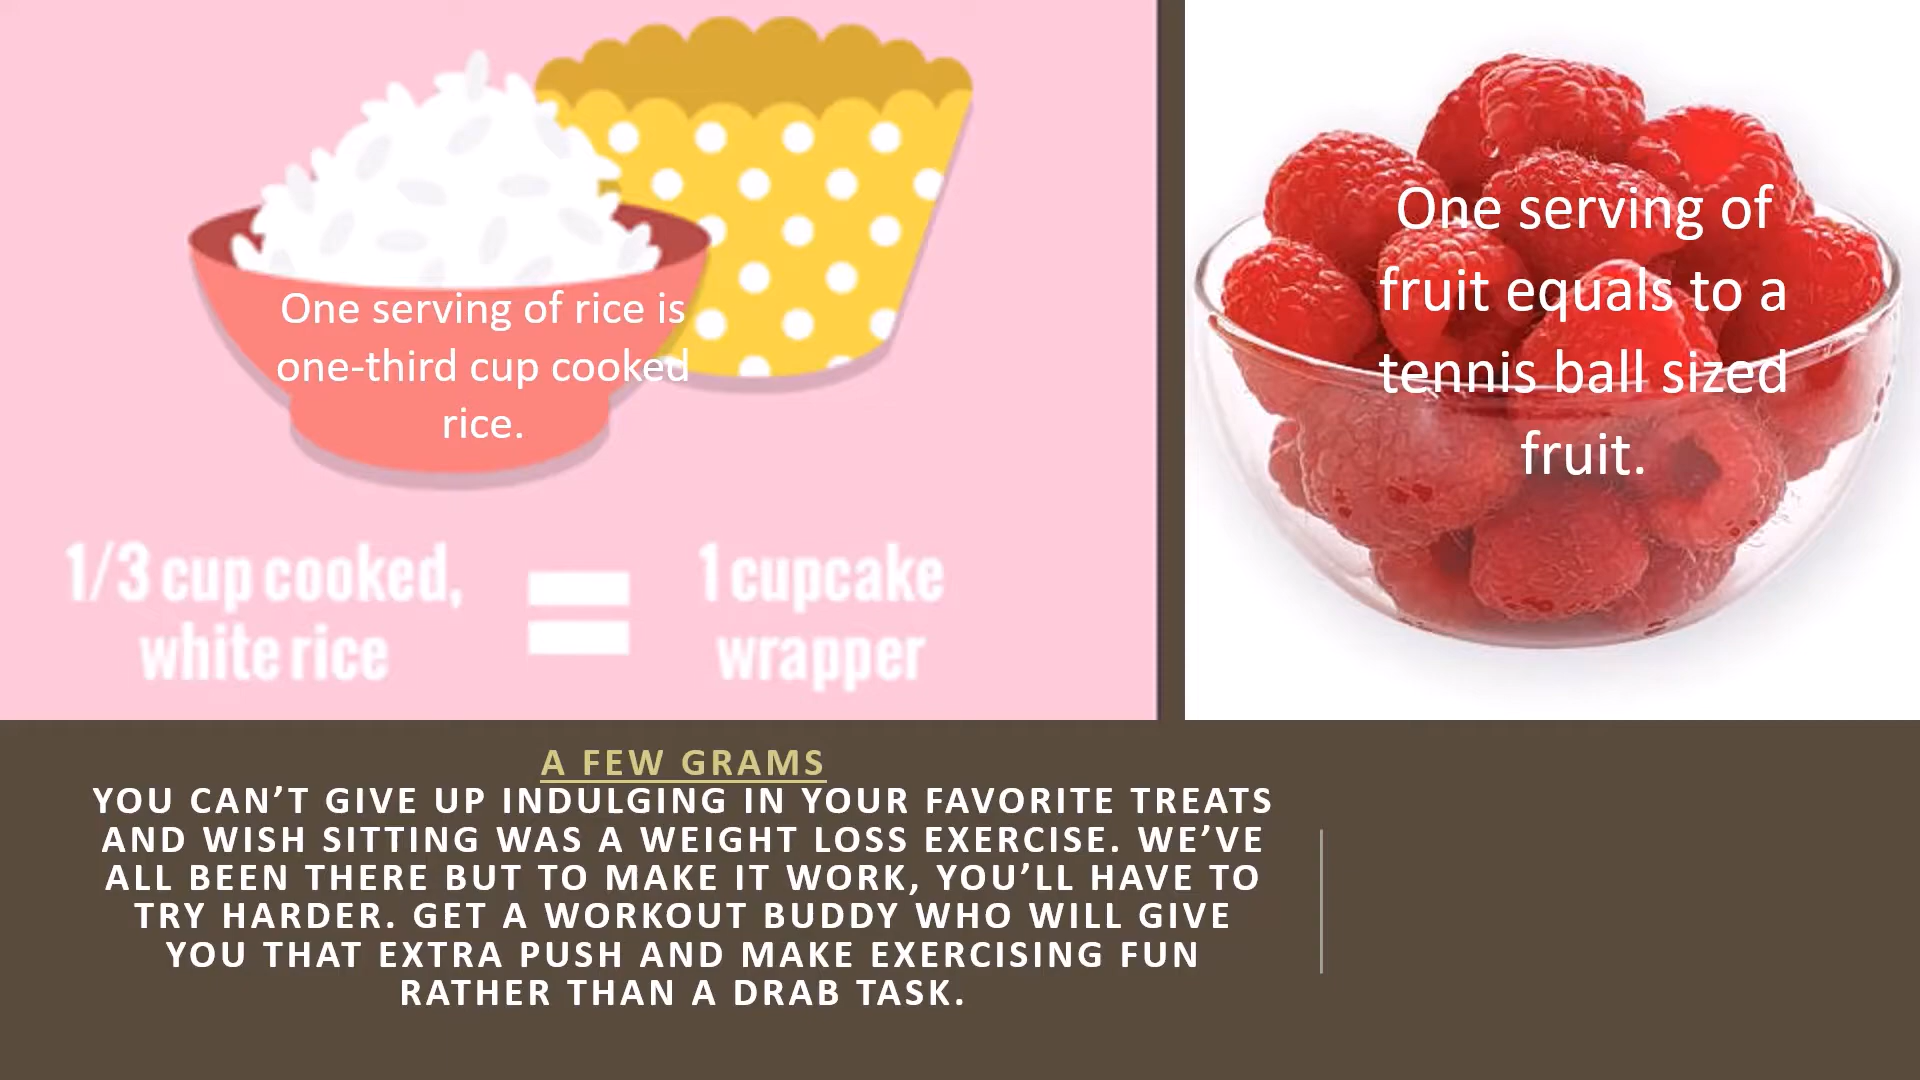 One serving of rice is
one-third cup cooked
rice.
1/3 cup cooked,
white rice
=
1 cupcake
wrapper
One serving of
fruit equals to a
tennis ball sized
fruit.
A FEW GRAMS
YOU CAN’T GIVE UP INDULGING IN YOUR FAVORITE TREATS
AND WISH SITTING WAS A WEIGHT LOSS EXERCISE. WE’VE
ALL BEEN THERE BUT TO MAKE IT WORK, YOU’LL HAVE TO
TRY HARDER. GET A WORKOUT BUDDY WHO WILL GIVE
YOU THAT EXTRA PUSH AND MAKE EXERCISING FUN
RATHER THAN A DRAB TASK.